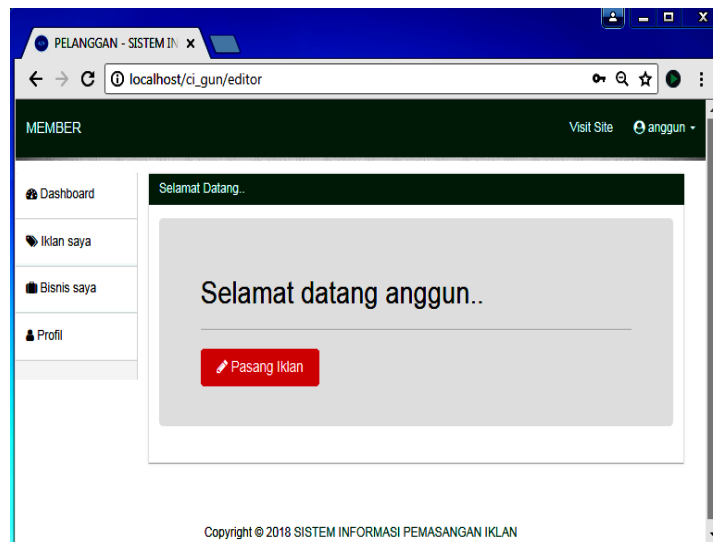 PELANGGAN - SISTEM IN
localhost/ci_gun/editor
MEMBER
Visit Site
anggun
Dashboard
Iklan saya
Bisnis saya
Profil
Selamat Datang..
Selamat datang anggun..
Pasang Iklan
Copyright © 2018 SISTEM INFORMASI PEMASANGAN IKLAN